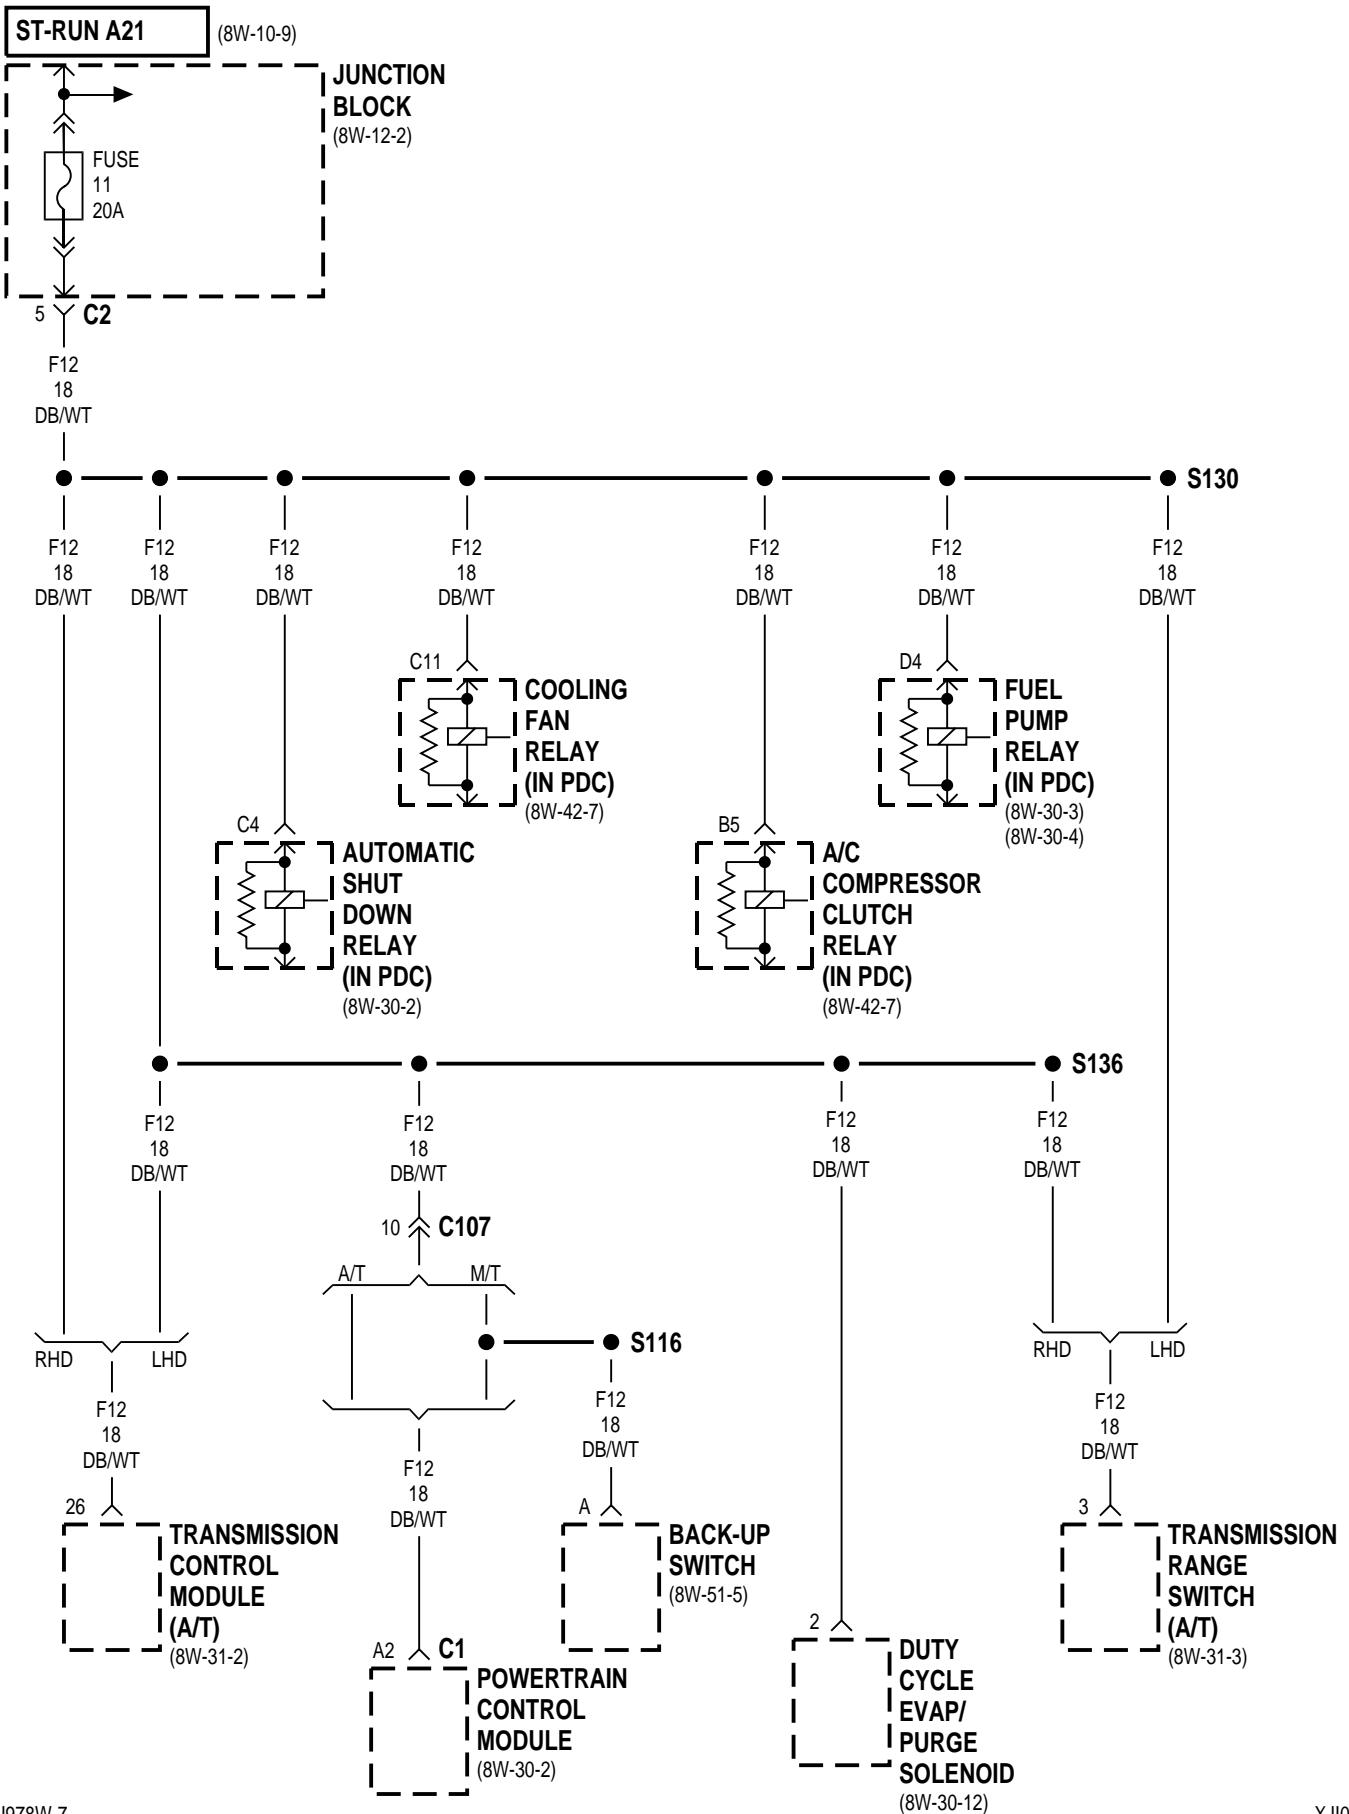 ST-RUN A21 (8W-10-9)
JUNCTION
BLOCK
(8W-12-2)
FUSE
11
20A
5 C2
F12
18
DB/WT
S130
F12 F12 F12 F12 F12 F12 F12
18 18 18 18 18 18 18
DB/WT DB/WT DB/WT DB/WT DB/WT DB/WT DB/WT
C11
COOLING
FAN
RELAY
(IN PDC)
(8W-42-7)
D4
FUEL
PUMP
RELAY
(IN PDC)
(8W-30-3)
(8W-30-4)
C4
AUTOMATIC
SHUT
DOWN
RELAY
(IN PDC)
(8W-30-2)
B5
A/C
COMPRESSOR
CLUTCH
RELAY
(IN PDC)
(8W-42-7)
S136
F12 F12 F12 F12
18 18 18 18
DB/WT DB/WT DB/WT DB/WT
10 C107
A/T M/T
S116
RHD LHD
RHD LHD
F12
18
DB/WT
F12
18
DB/WT
F12
18
DB/WT
F12
18
DB/WT
26
TRANSMISSION
CONTROL
MODULE
(A/T)
(8W-31-2)
A2 C1
POWERTRAIN
CONTROL
MODULE
(8W-30-2)
A
BACK-UP
SWITCH
(8W-51-5)
2
DUTY
CYCLE
EVAP/
PURGE
SOLENOID
(8W-30-12)
3
TRANSMISSION
RANGE
SWITCH
(A/T)
(8W-31-3)